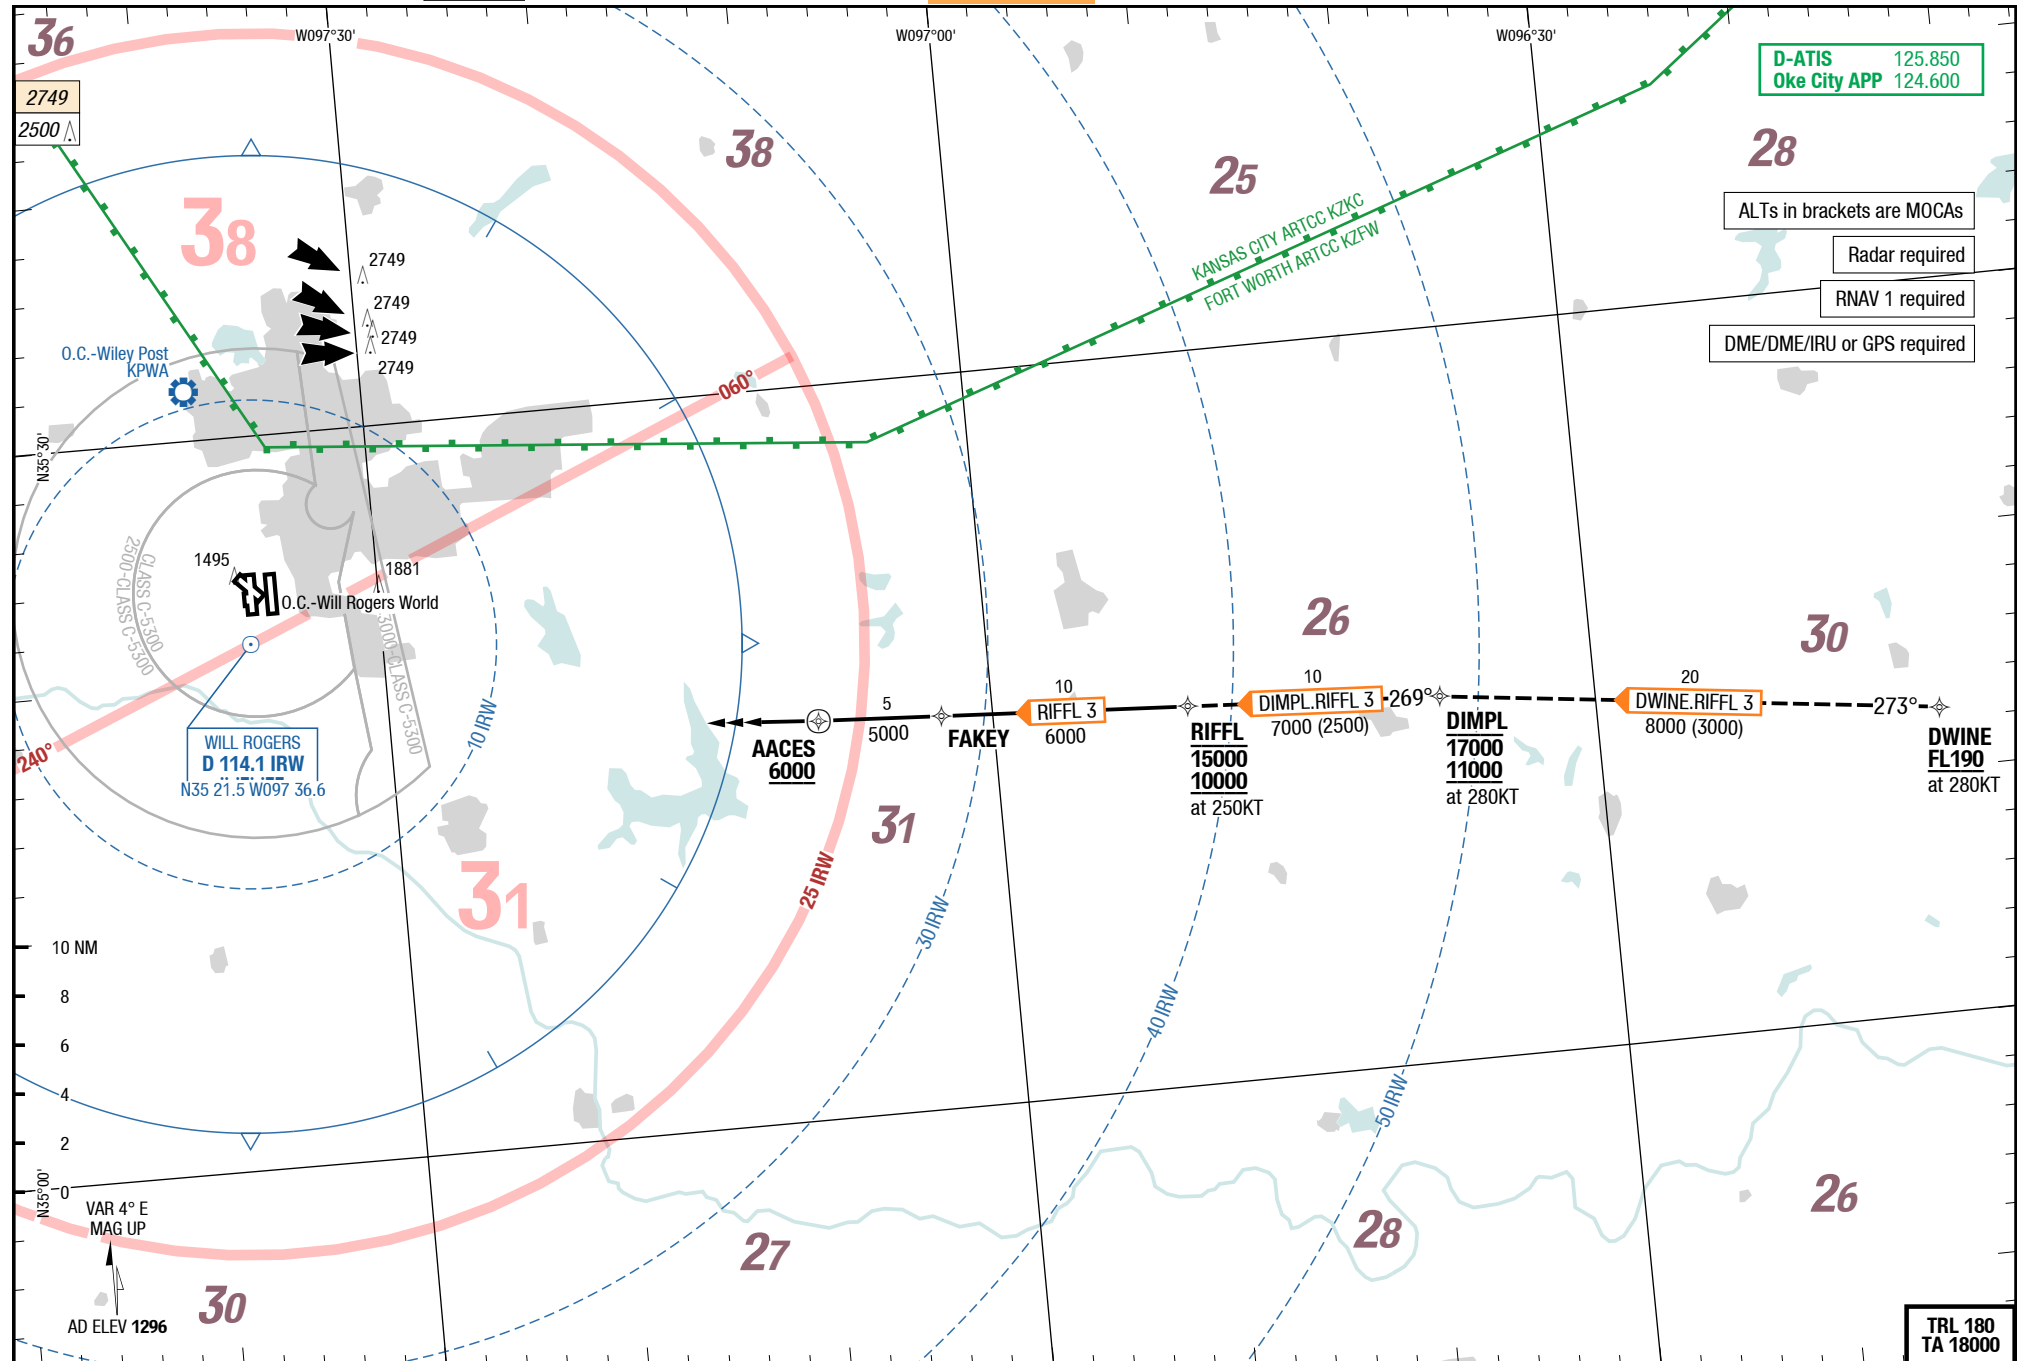 36
W097°30'
W097°00'
W096°30'
D-ATIS 125.850
Oke City APP 124.600
2749
2500
38
25
28
ALTs in brackets are MOCAs
Radar required
RNAV 1 required
DME/DME/IRU or GPS required
38
2749
2749
2749
2749
KANSAS CITY ARTCC KZKC
FORT WORTH ARTCC KZFW
O.C.-Wiley Post
KPWA
060°
N35°30'
1495
1881
O.C.-Will Rogers World
CLASS C-5300
2500-CLASS C-5300
3000-CLASS C-5300
26
30
10 IRW
240°
WILL ROGERS
D 114.1 IRW
N35 21.5 W097 36.6
5
5000
AACES
6000
FAKEY
10
RIFFL 3
6000
RIFFL
15000
10000
at 250KT
10
DIMPL.RIFFL 3
7000 (2500)
269°
DIMPL
17000
11000
at 280KT
20
DWINE.RIFFL 3
8000 (3000)
273°
DWINE
FL190
at 280KT
31
31
25 IRW
30 IRW
40 IRW
50 IRW
10 NM
8
6
4
2
0
N35°00'
VAR 4° E
MAG UP
AD ELEV 1296
30
27
28
26
TRL 180
TA 18000